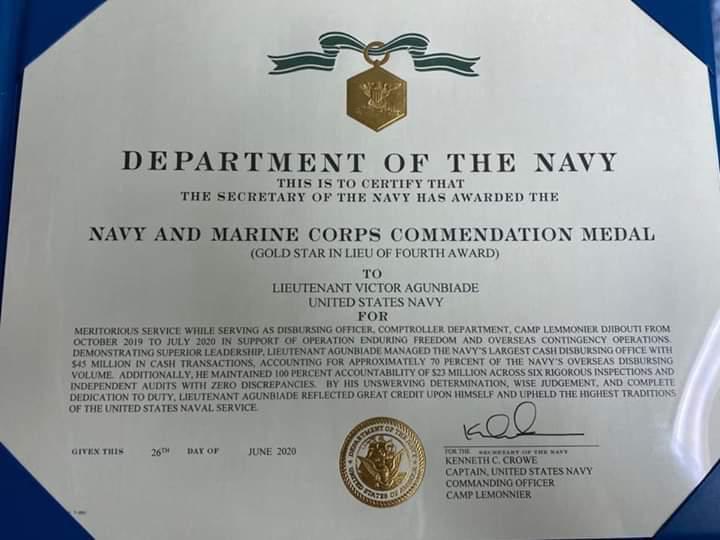 DEPARTMENT OF THE NAVY
THIS IS TO CERTIFY THAT
THE SECRETARY OF THE NAVY HAS AWARDED THE
NAVY AND MARINE CORPS COMMENDATION MEDAL
(GOLD STAR IN LIEU OF FOURTH AWARD)
TO
LIEUTENANT VICTOR AGUNBIADE
UNITED STATES NAVY
FOR
MERITORIOUS SERVICE WHILE SERVING AS DISBURSING OFFICER, COMPTROLLER DEPARTMENT, CAMP LEMMONIER DJIBOUTI FROM
OCTOBER 2019 TO JULY 2020 IN SUPPORT OF OPERATION ENDURING FREEDOM AND OVERSEAS CONTINGENCY OPERATIONS.
DEMONSTRATING SUPERIOR LEADERSHIP, LIEUTENANT AGUNBIADE MANAGED THE NAVY'S LARGEST CASH DISBURSING OFFICE WITH
$45 MILLION IN CASH TRANSACTIONS, ACCOUNTING FOR APPROXIMATELY 70 PERCENT OF THE NAVY'S OVERSEAS DISBURSING
VOLUME. ADDITIONALLY, HE MAINTAINED 100 PERCENT ACCOUNTABILITY OF $23 MILLION ACROSS SIX RIGOROUS INSPECTIONS AND
INDEPENDENT AUDITS WITH ZERO DISCREPANCIES. BY HIS UNSWERVING DETERMINATION, WISE JUDGEMENT, AND COMPLETE
DEDICATION TO DUTY, LIEUTENANT AGUNBIADE REFLECTED GREAT CREDIT UPON HIMSELF AND UPHELD THE HIGHEST TRADITIONS
OF THE UNITED STATES NAVAL SERVICE.
GIVEN THIS 26TH DAY OF JUNE 2020
DEPARTMENT OF THE NAVY
UNITED STATES OF AMERICA
FOR THE SECRETARY OF THE NAVY
KENNETH C. CROWE
CAPTAIN, UNITED STATES NAVY
COMMANDING OFFICER
CAMP LEMONNIER